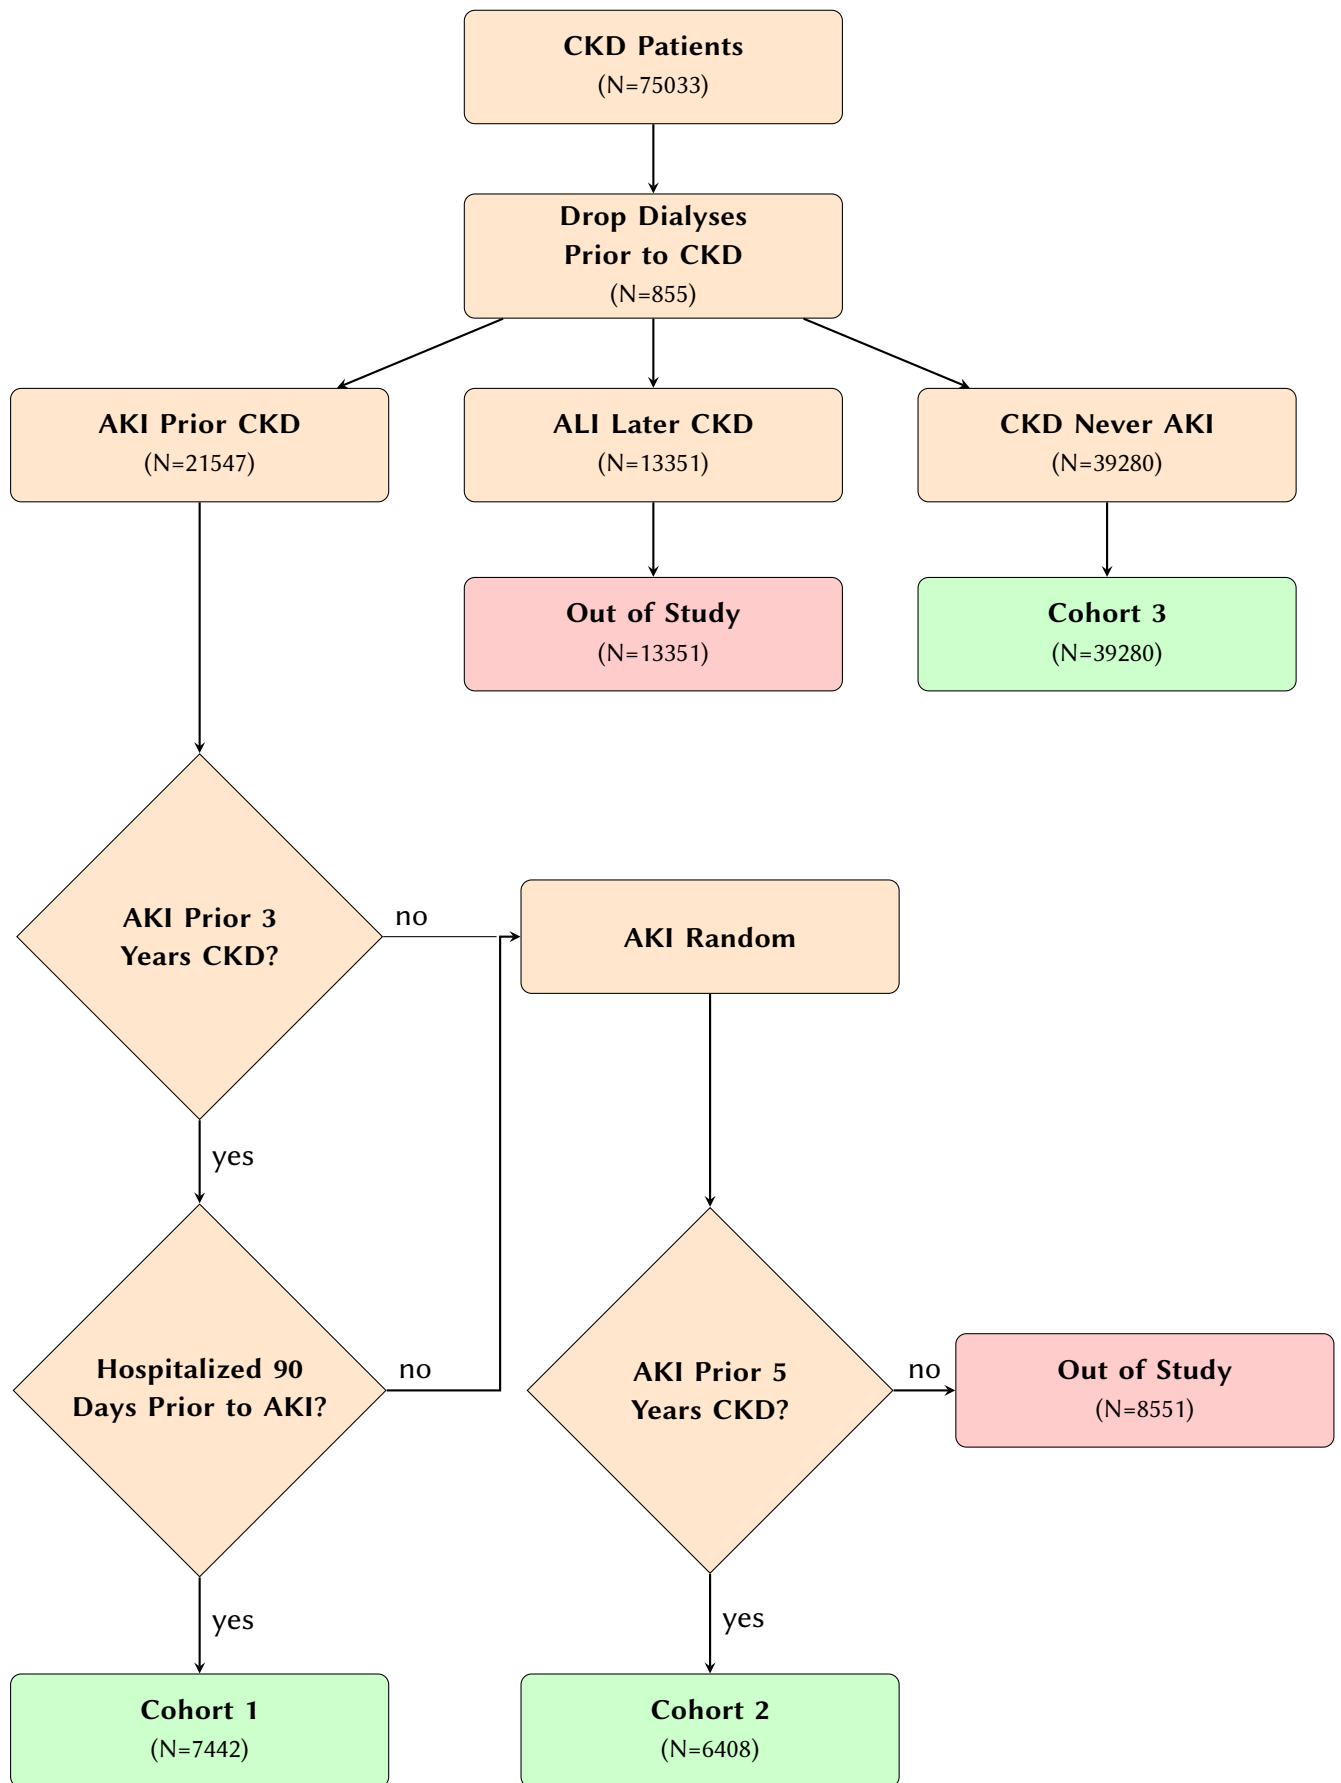 CKD Patients
(N=75033)
Drop Dialyses
Prior to CKD
(N=855)
AKI Prior CKD
(N=21547)
ALI Later CKD
(N=13351)
CKD Never AKI
(N=39280)
Out of Study
(N=13351)
Cohort 3
(N=39280)
AKI Prior 3
Years CKD?
no
AKI Random
yes
Hospitalized 90
Days Prior to AKI?
no
AKI Prior 5
Years CKD?
no
Out of Study
(N=8551)
yes
yes
Cohort 1
(N=7442)
Cohort 2
(N=6408)